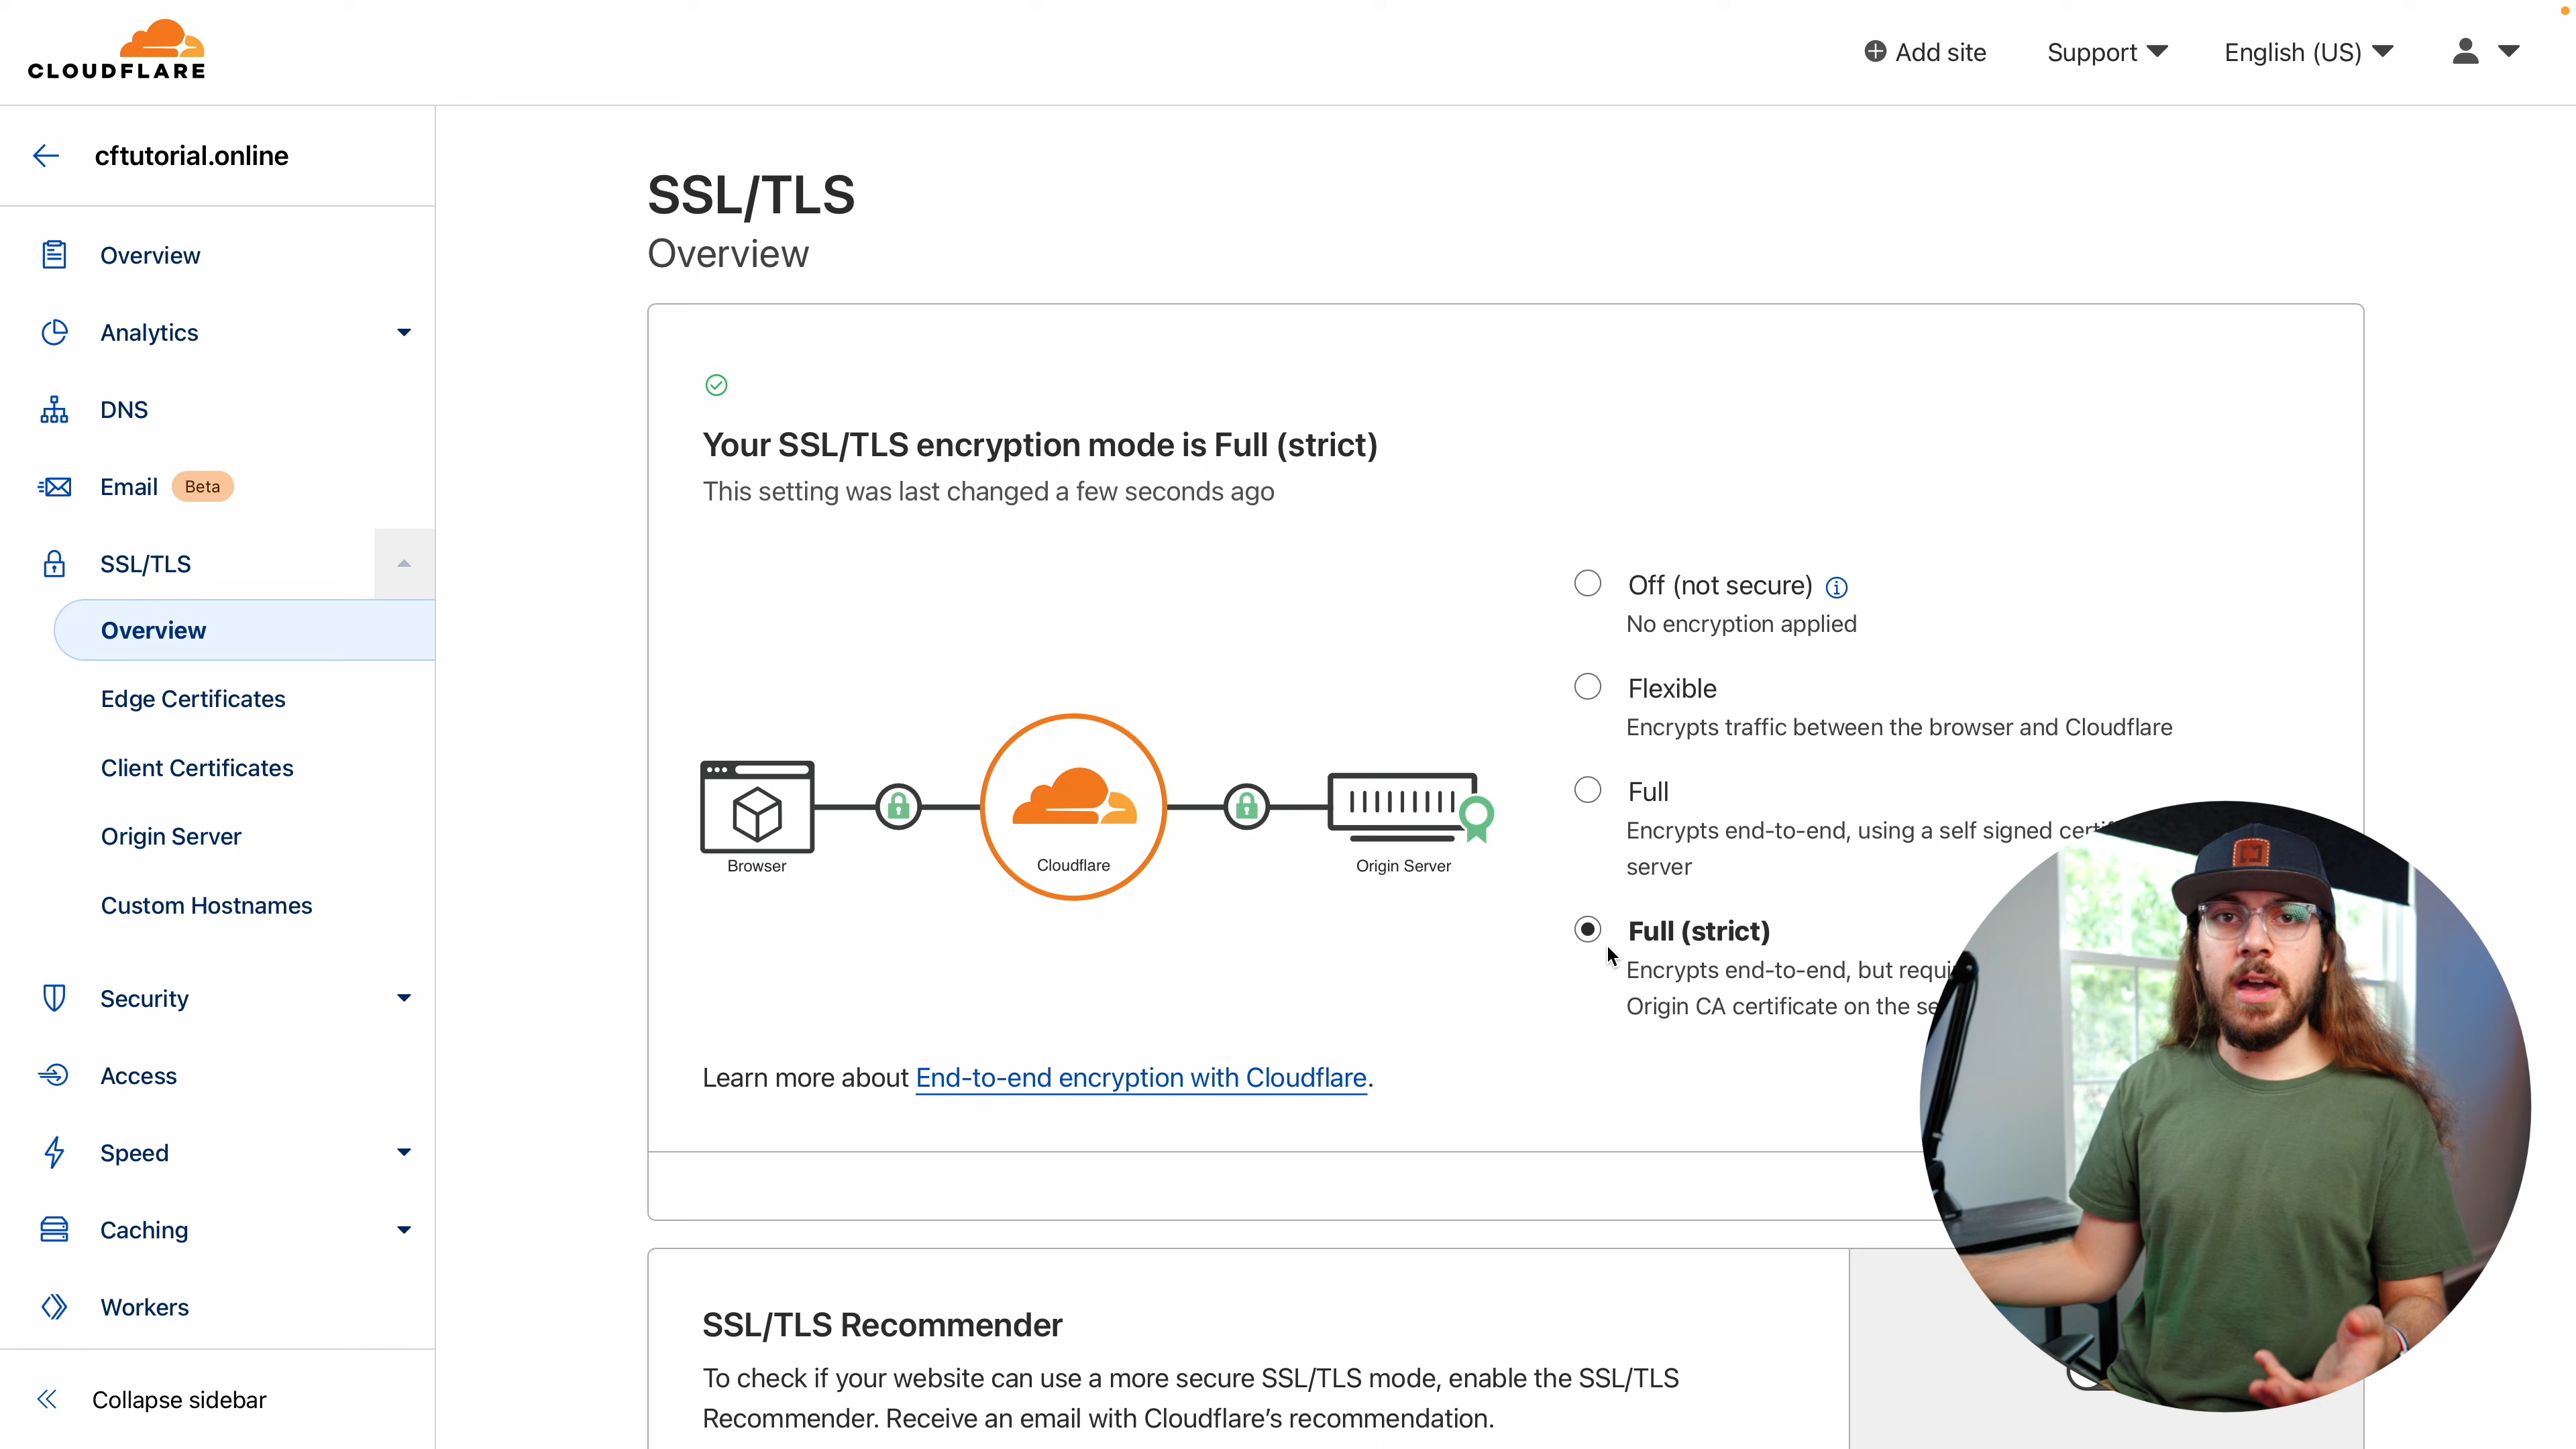 CLOUDFLARE
Add site
Support
English (US)
cftutorial.online
Overview
Analytics
DNS
Email Beta
SSL/TLS
Overview
Edge Certificates
Client Certificates
Origin Server
Custom Hostnames
Security
Access
Speed
Caching
Workers
Collapse sidebar
SSL/TLS
Overview
Your SSL/TLS encryption mode is Full (strict)
This setting was last changed a few seconds ago
Browser
Cloudflare
Origin Server
Off (not secure)
No encryption applied
Flexible
Encrypts traffic between the browser and Cloudflare
Full
Encrypts end-to-end, using a self signed
server
Full (strict)
Encrypts end-to-end, but
Origin CA certificate on the
Learn more about End-to-end encryption with Cloudflare.
SSL/TLS Recommender
To check if your website can use a more secure SSL/TLS mode, enable the SSL/TLS
Recommender. Receive an email with Cloudflare's recommendation.